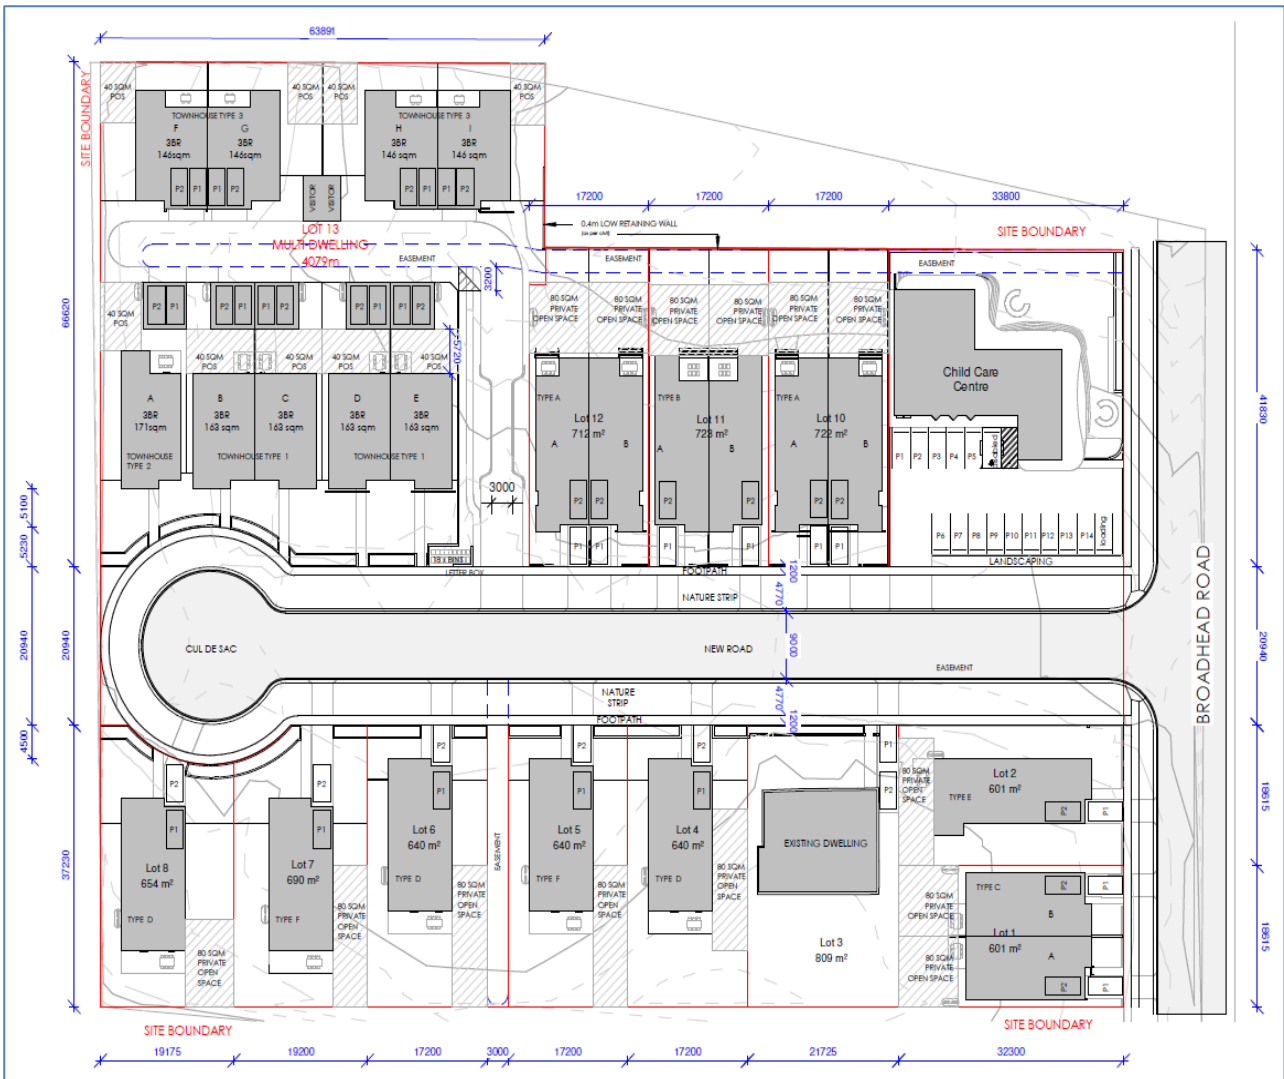 63891
SITE BOUNDARY
40 SQM
POS
40 SQM
POS
40 SQM
POS
40 SQM
POS
TOWNHOUSE TYPE 3
F
3BR
146sqm
G
3BR
146sqm
P2 P1 P1 P2
TOWNHOUSE TYPE 3
H
3BR
146 sqm
I
3BR
146 sqm
P2 P1 P1 P2
VISITOR
VISITOR
17200
17200
17200
33800
0.4m LOW RETAINING WALL
SITE BOUNDARY
LOT 13
MULTI DWELLING
4079m
EASEMENT
EASEMENT
EASEMENT
3200
66620
40 SQM
POS
P2 P1
P2 P1 P1 P2
P2 P1 P1 P2
5720
40 SQM
POS
40 SQM
POS
40 SQM
POS
40 SQM
POS
A
3BR
171sqm
TOWNHOUSE
TYPE 2
B
3BR
163 sqm
C
3BR
163 sqm
TOWNHOUSE TYPE 1
D
3BR
163 sqm
E
3BR
163 sqm
TOWNHOUSE TYPE 1
80 SQM
PRIVATE
OPEN SPACE
80 SQM
PRIVATE
OPEN SPACE
80 SQM
PRIVATE
OPEN SPACE
80 SQM
PRIVATE
OPEN SPACE
80 SQM
PRIVATE
OPEN SPACE
80 SQM
PRIVATE
OPEN SPACE
TYPE A
Lot 12
712 m²
A
B
P2 P2
P1 P1
TYPE B
Lot 11
723 m²
A
B
P2 P2
P1 P1
TYPE A
Lot 10
722 m²
A
B
P2 P2
P1 P1
Child Care
Centre
P1 P2 P3 P4 P5
disabled
P6 P7 P8 P9 P10 P11 P12 P13 P14
loading
LANDSCAPING
41830
3000
5100
5230
18 x BINS
LETTER BOX
FOOTPATH
1200
NATURE STRIP
4770
20940
20940
CUL DE SAC
NEW ROAD
9000
EASEMENT
20940
BROADHEAD ROAD
NATURE
STRIP
4770
FOOTPATH
1200
4500
37230
P2
P1
Lot 8
654 m²
TYPE D
80 SQM
PRIVATE
OPEN
SPACE
P2
P1
Lot 7
690 m²
TYPE F
80 SQM
PRIVATE
OPEN
SPACE
P2
P1
Lot 6
640 m²
TYPE D
80 SQM
PRIVATE
OPEN
SPACE
EASEMENT
P2
P1
Lot 5
640 m²
TYPE F
80 SQM
PRIVATE
OPEN
SPACE
P2
P1
Lot 4
640 m²
TYPE D
80 SQM
PRIVATE
OPEN
SPACE
P1
P2
EXISTING DWELLING
Lot 3
809 m²
80 SQM
PRIVATE
OPEN
SPACE
Lot 2
601 m²
TYPE E
P2
P1
18615
80 SQM
PRIVATE
OPEN SPACE
TYPE C
P2
P1
B
Lot 1
601 m²
A
80 SQM
PRIVATE
OPEN SPACE
P2
P1
18615
SITE BOUNDARY
SITE BOUNDARY
19175
19200
17200
3000
17200
17200
21725
32300